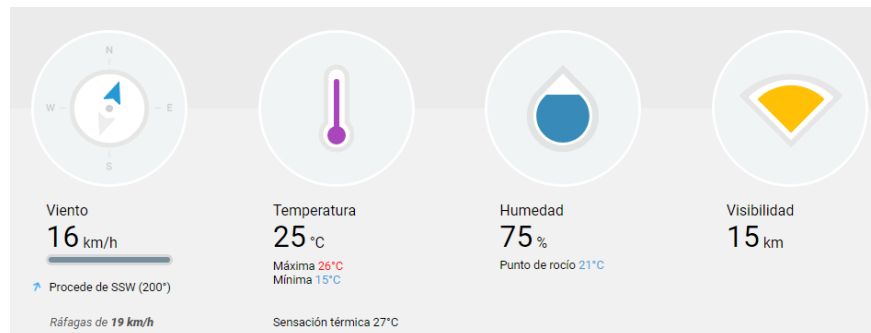 N
W
E
S
Viento
16 km/h
Procede de SSW (200°)
Ráfagas de 19 km/h
Temperatura
25 °C
Máxima 26°C
Mínima 15°C
Sensación térmica 27°C
Humedad
75 %
Punto de rocío 21°C
Visibilidad
15 km